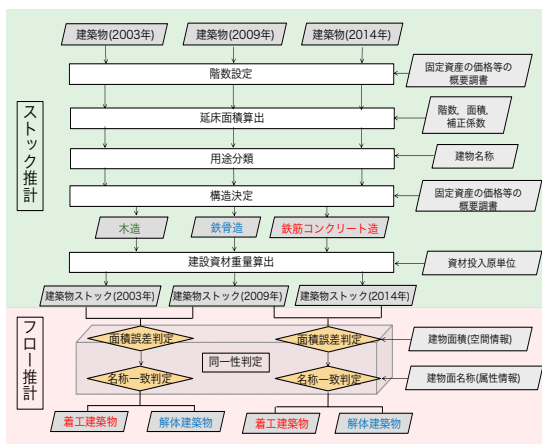 建築物(2003年)
建築物(2009年)
建築物(2014年)
階数設定
固定資産の価格等の
概要調書
延床面積算出
階数，面積，
補正係数
用途分類
建物名称
構造決定
固定資産の価格等の
概要調書
木造
鉄骨造
鉄筋コンクリート造
建設資材重量算出
資材投入原単位
建築物ストック(2003年)
建築物ストック(2009年)
建築物ストック(2014年)
ストック推計
面積誤差判定
面積誤差判定
建物面積(空間情報)
同一性判定
名称一致判定
名称一致判定
建物面名称(属性情報)
着工建築物
解体建築物
着工建築物
解体建築物
フロー推計